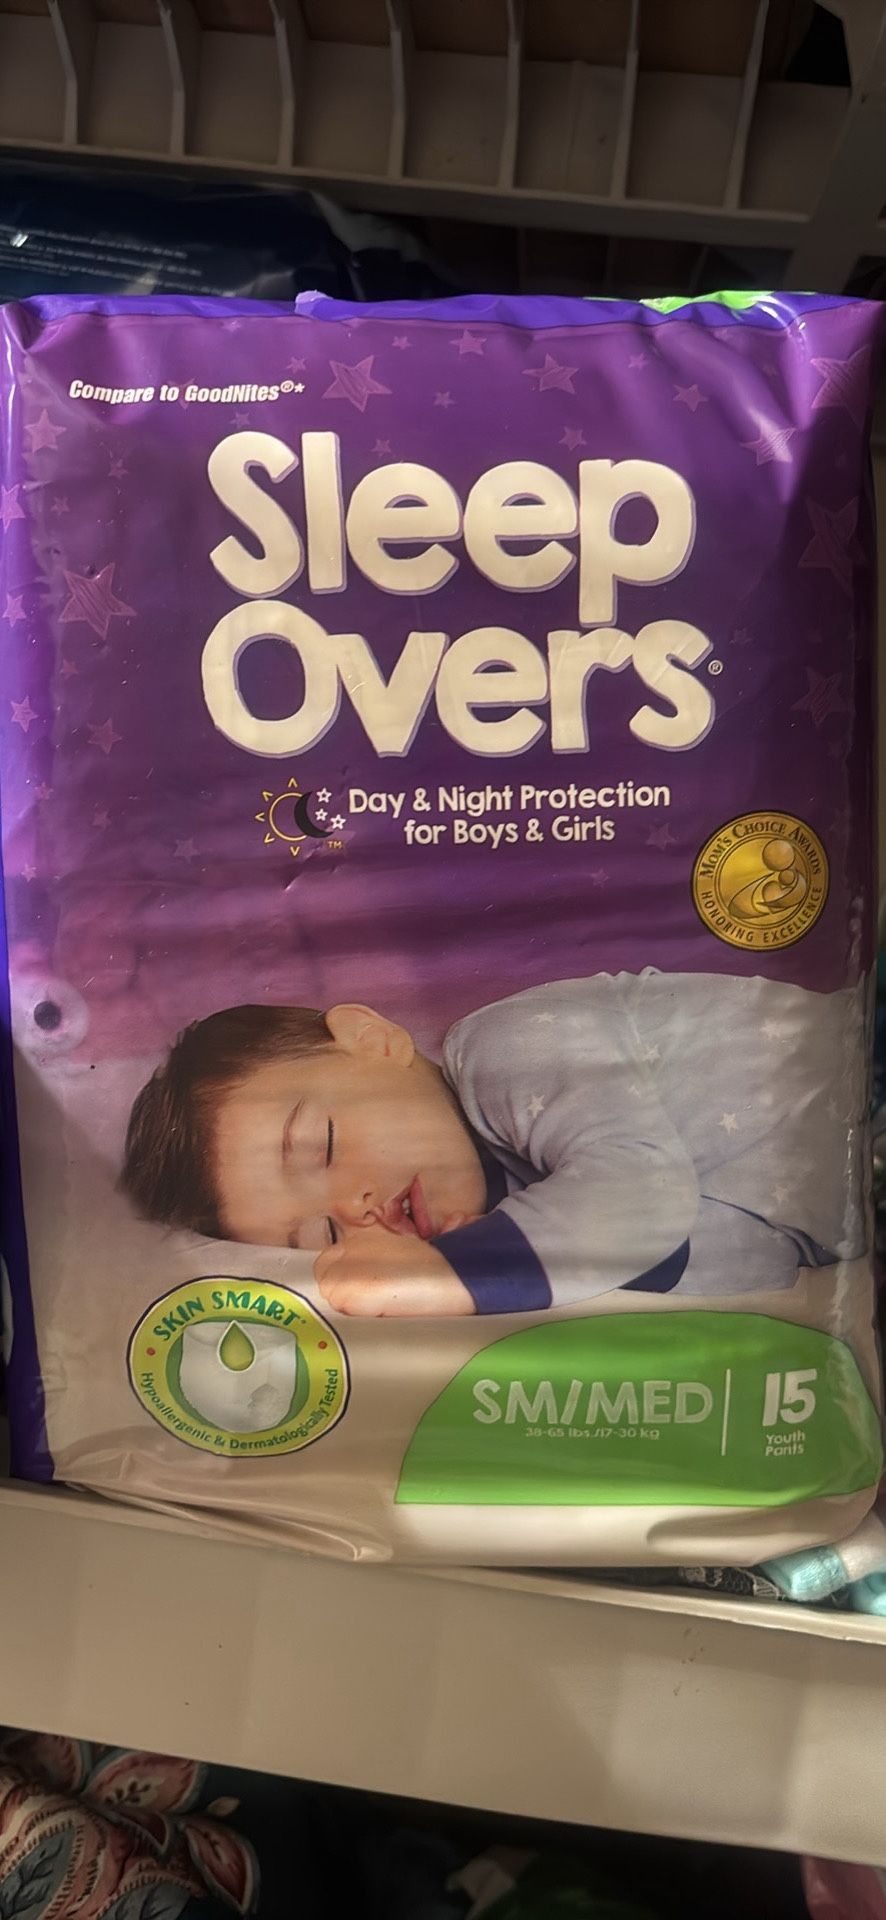 Compare to GoodNites®*
Sleep
Overs®
Day & Night Protection
for Boys & Girls
TM
MOM'S CHOICE AWARDS
HONORING EXCELLENCE
SKIN SMART
Hypoallergenic & Dermatologically Tested
SM/MED
38-65 lbs./17-30 kg
15
Youth
Pants